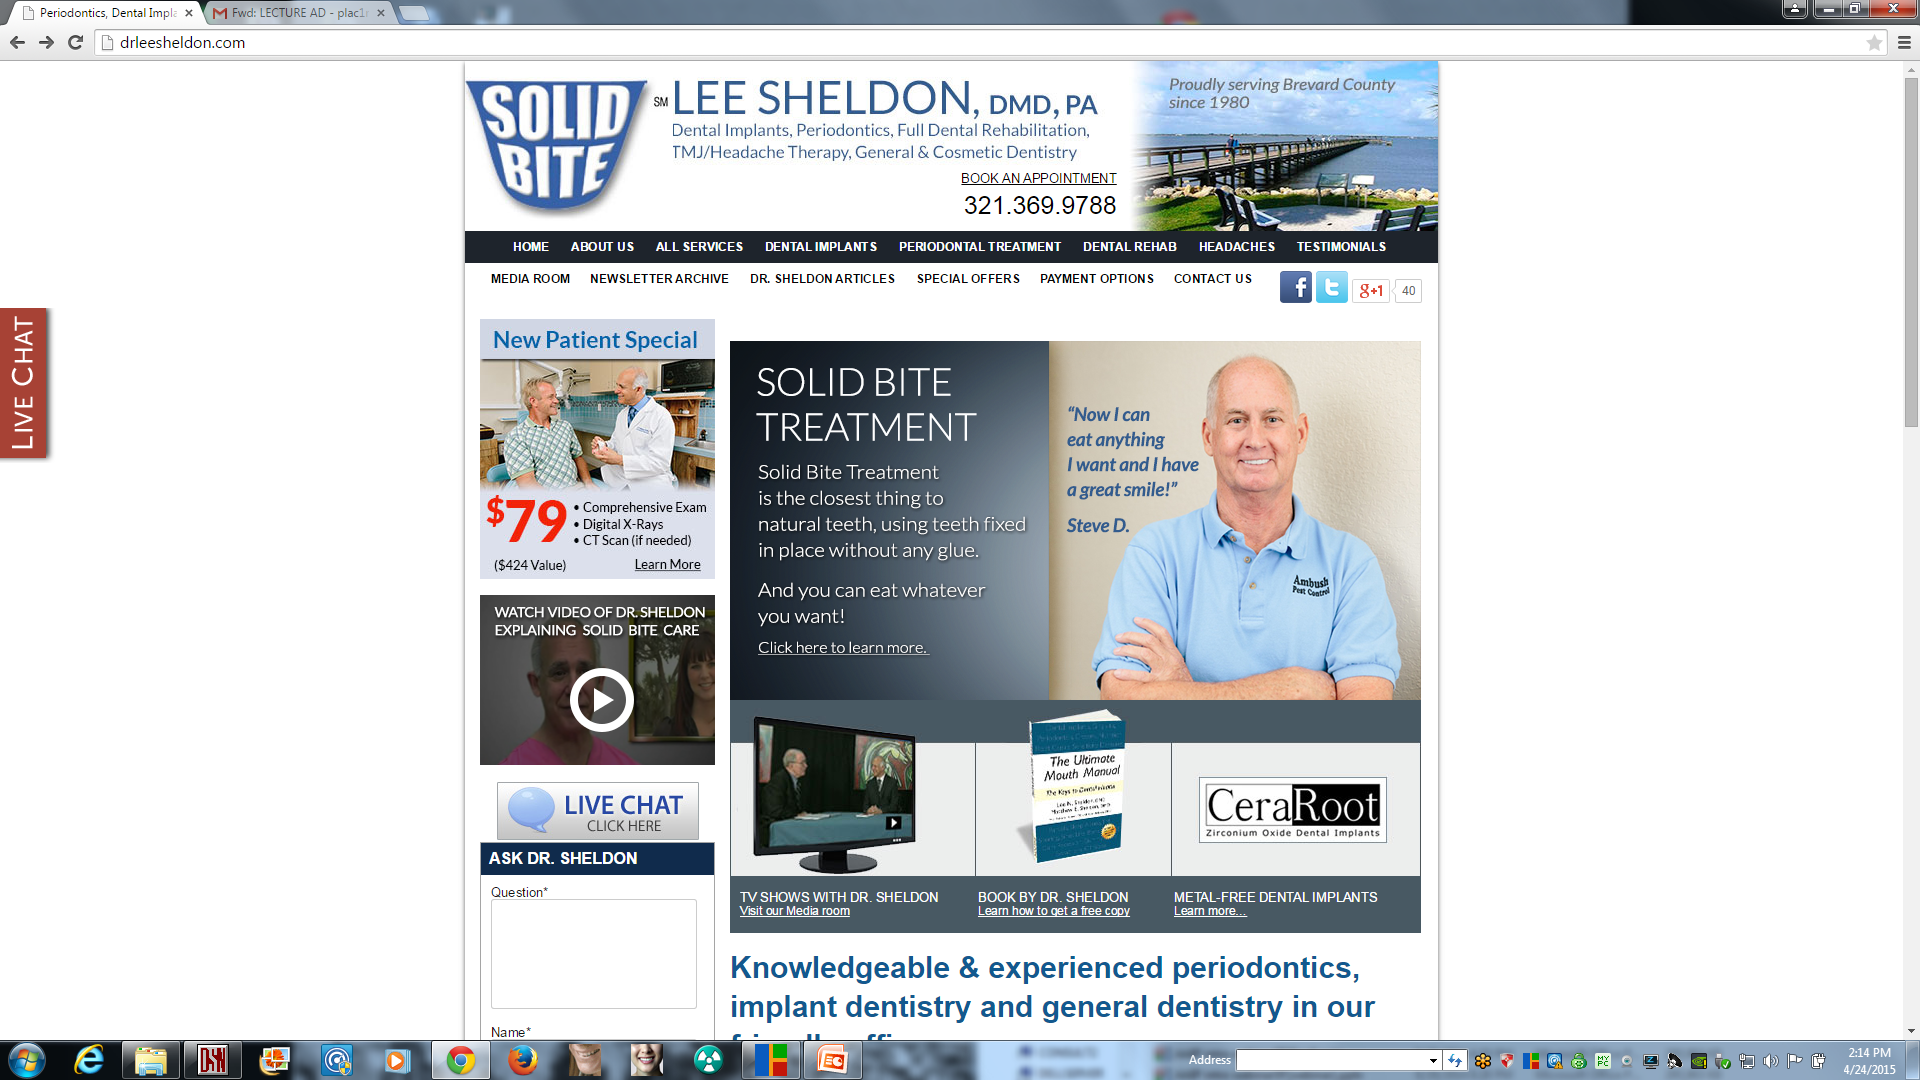 Periodontics, Dental Impla
Fwd: LECTURE AD - plac1r
drleesheldon.com
SOLID
BITE
SM
LEE SHELDON, DMD, PA
Dental Implants, Periodontics, Full Dental Rehabilitation,
TMJ/Headache Therapy, General & Cosmetic Dentistry
BOOK AN APPOINTMENT
321.369.9788
Proudly serving Brevard County
since 1980
HOME ABOUT US ALL SERVICES DENTAL IMPLANTS PERIODONTAL TREATMENT DENTAL REHAB HEADACHES TESTIMONIALS
MEDIA ROOM NEWSLETTER ARCHIVE DR. SHELDON ARTICLES SPECIAL OFFERS PAYMENT OPTIONS CONTACT US
f t g+1 40
LIVE CHAT
New Patient Special
$79
• Comprehensive Exam
• Digital X-Rays
• CT Scan (if needed)
($424 Value) Learn More
WATCH VIDEO OF DR. SHELDON
EXPLAINING SOLID BITE CARE
LIVE CHAT
CLICK HERE
ASK DR. SHELDON
Question*
Name*
SOLID BITE
TREATMENT
Solid Bite Treatment
is the closest thing to
natural teeth, using teeth fixed
in place without any glue.
And you can eat whatever
you want!
Click here to learn more.
“Now I can
eat anything
I want and I have
a great smile!”
Steve D.
Ambush
Pest Control
The Ultimate
Mouth Manual
CeraRoot
Zirconium Oxide Dental Implants
TV SHOWS WITH DR. SHELDON
Visit our Media room
BOOK BY DR. SHELDON
Learn how to get a free copy
METAL-FREE DENTAL IMPLANTS
Learn more...
Knowledgeable & experienced periodontics,
implant dentistry and general dentistry in our
Address
2:14 PM
4/24/2015